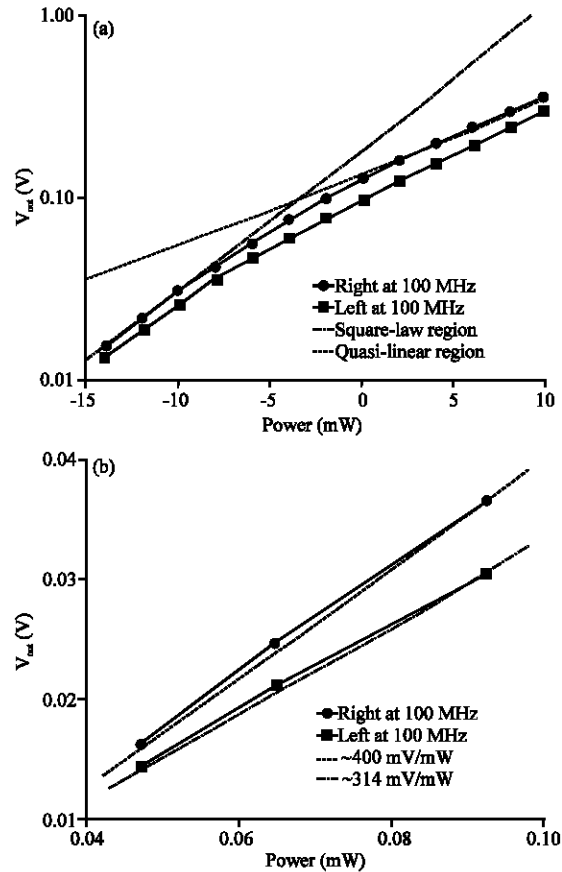 (a)
1.00
0.10
0.01
V_out (V)
Right at 100 MHz
Left at 100 MHz
Square-law region
Quasi-linear region
-15 -10 -5 0 5 10
Power (mW)
(b)
0.04
0.03
0.02
0.01
V_out (V)
Right at 100 MHz
Left at 100 MHz
~400 mV/mW
~314 mV/mW
0.04 0.06 0.08 0.10
Power (mW)